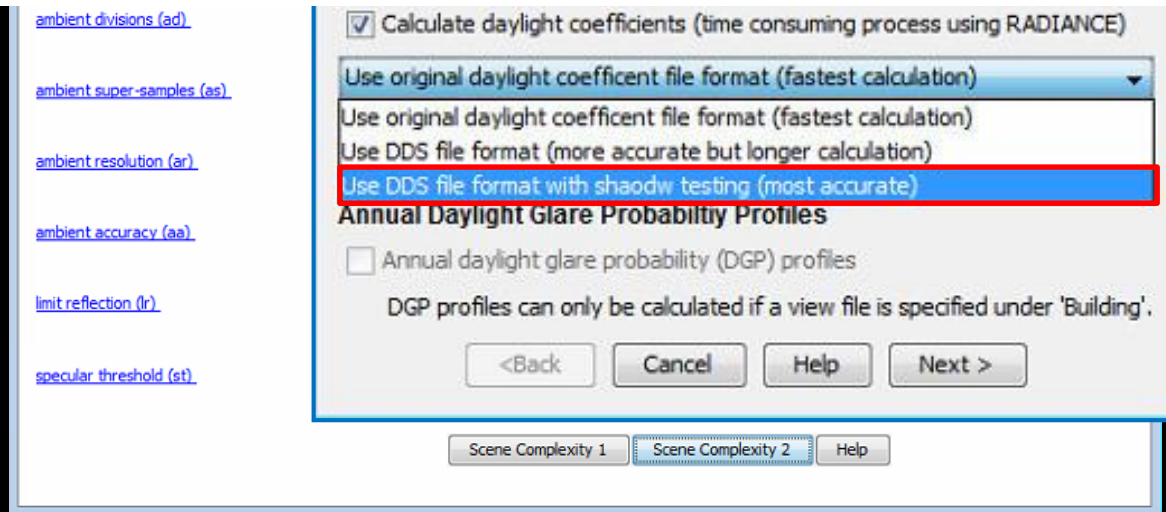 ambient divisions (ad)
ambient super-samples (as)
ambient resolution (ar)
ambient accuracy (aa)
limit reflection (lr)
specular threshold (st)
Calculate daylight coefficients (time consuming process using RADIANCE)
Use original daylight coefficent file format (fastest calculation)
Use original daylight coefficent file format (fastest calculation)
Use DDS file format (more accurate but longer calculation)
Use DDS file format with shaodw testing (most accurate)
Annual Daylight Glare Probabiltiy Profiles
Annual daylight glare probability (DGP) profiles
DGP profiles can only be calculated if a view file is specified under 'Building'.
<Back Cancel Help Next >
Scene Complexity 1 Scene Complexity 2 Help